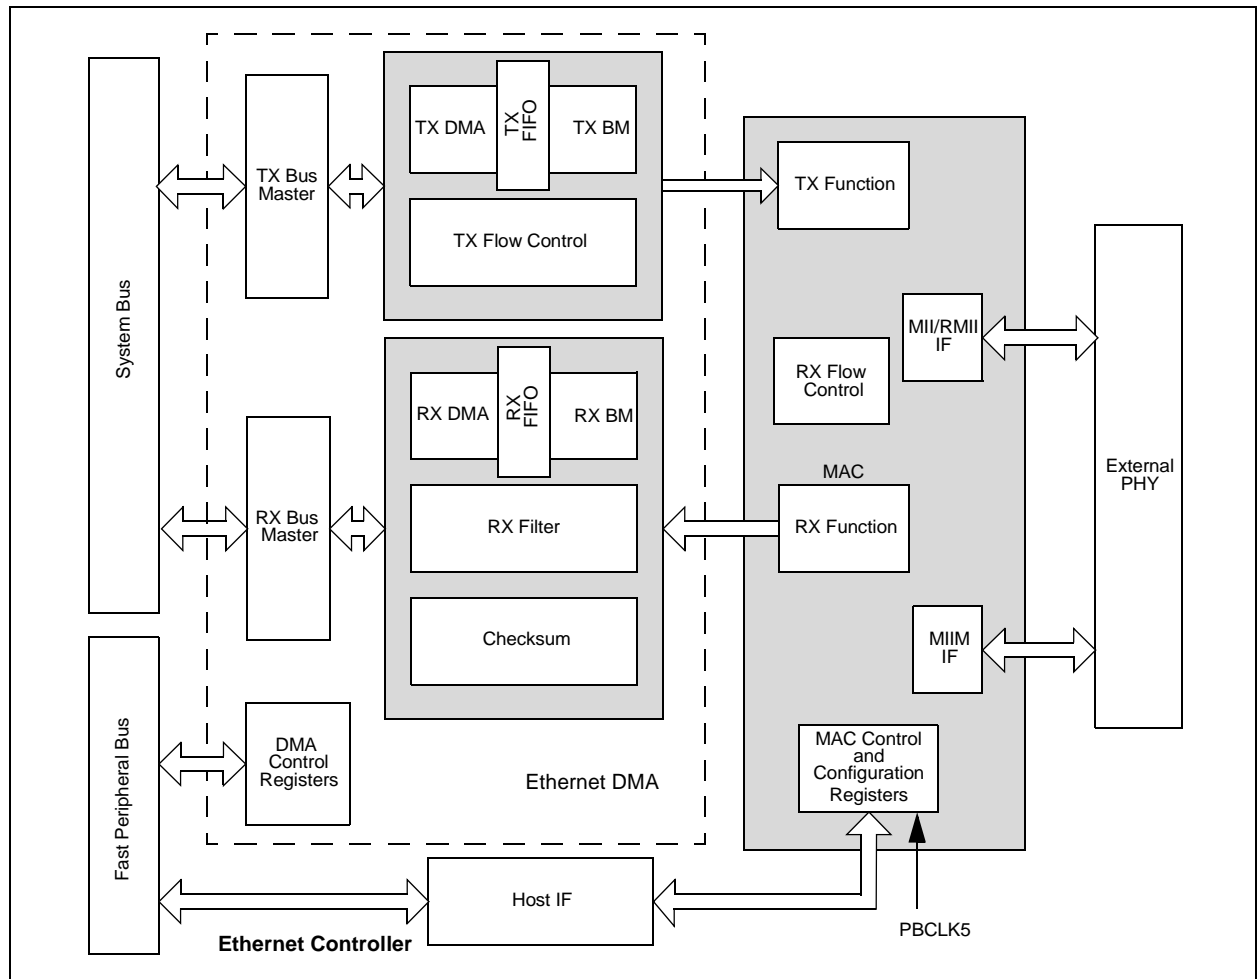 System Bus
Fast Peripheral Bus
TX Bus
Master
TX DMA
TX
FIFO
TX BM
TX Flow Control
RX Bus
Master
RX DMA
RX
FIFO
RX BM
RX Filter
Checksum
DMA
Control
Registers
Ethernet DMA
Host IF
Ethernet Controller
TX Function
MII/RMII
IF
RX Flow
Control
MAC
RX Function
MIIM
IF
MAC Control
and
Configuration
Registers
PBCLK5
External
PHY